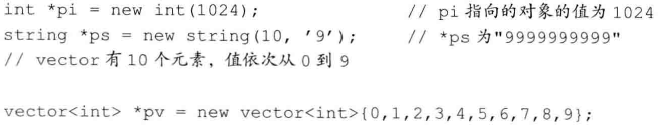 int *pi = new int(1024); // pi 指向的对象的值为 1024
string *ps = new string(10, '9'); // *ps 为"9999999999"
// vector 有 10 个元素，值依次从 0 到 9
vector<int> *pv = new vector<int>{0,1,2,3,4,5,6,7,8,9};